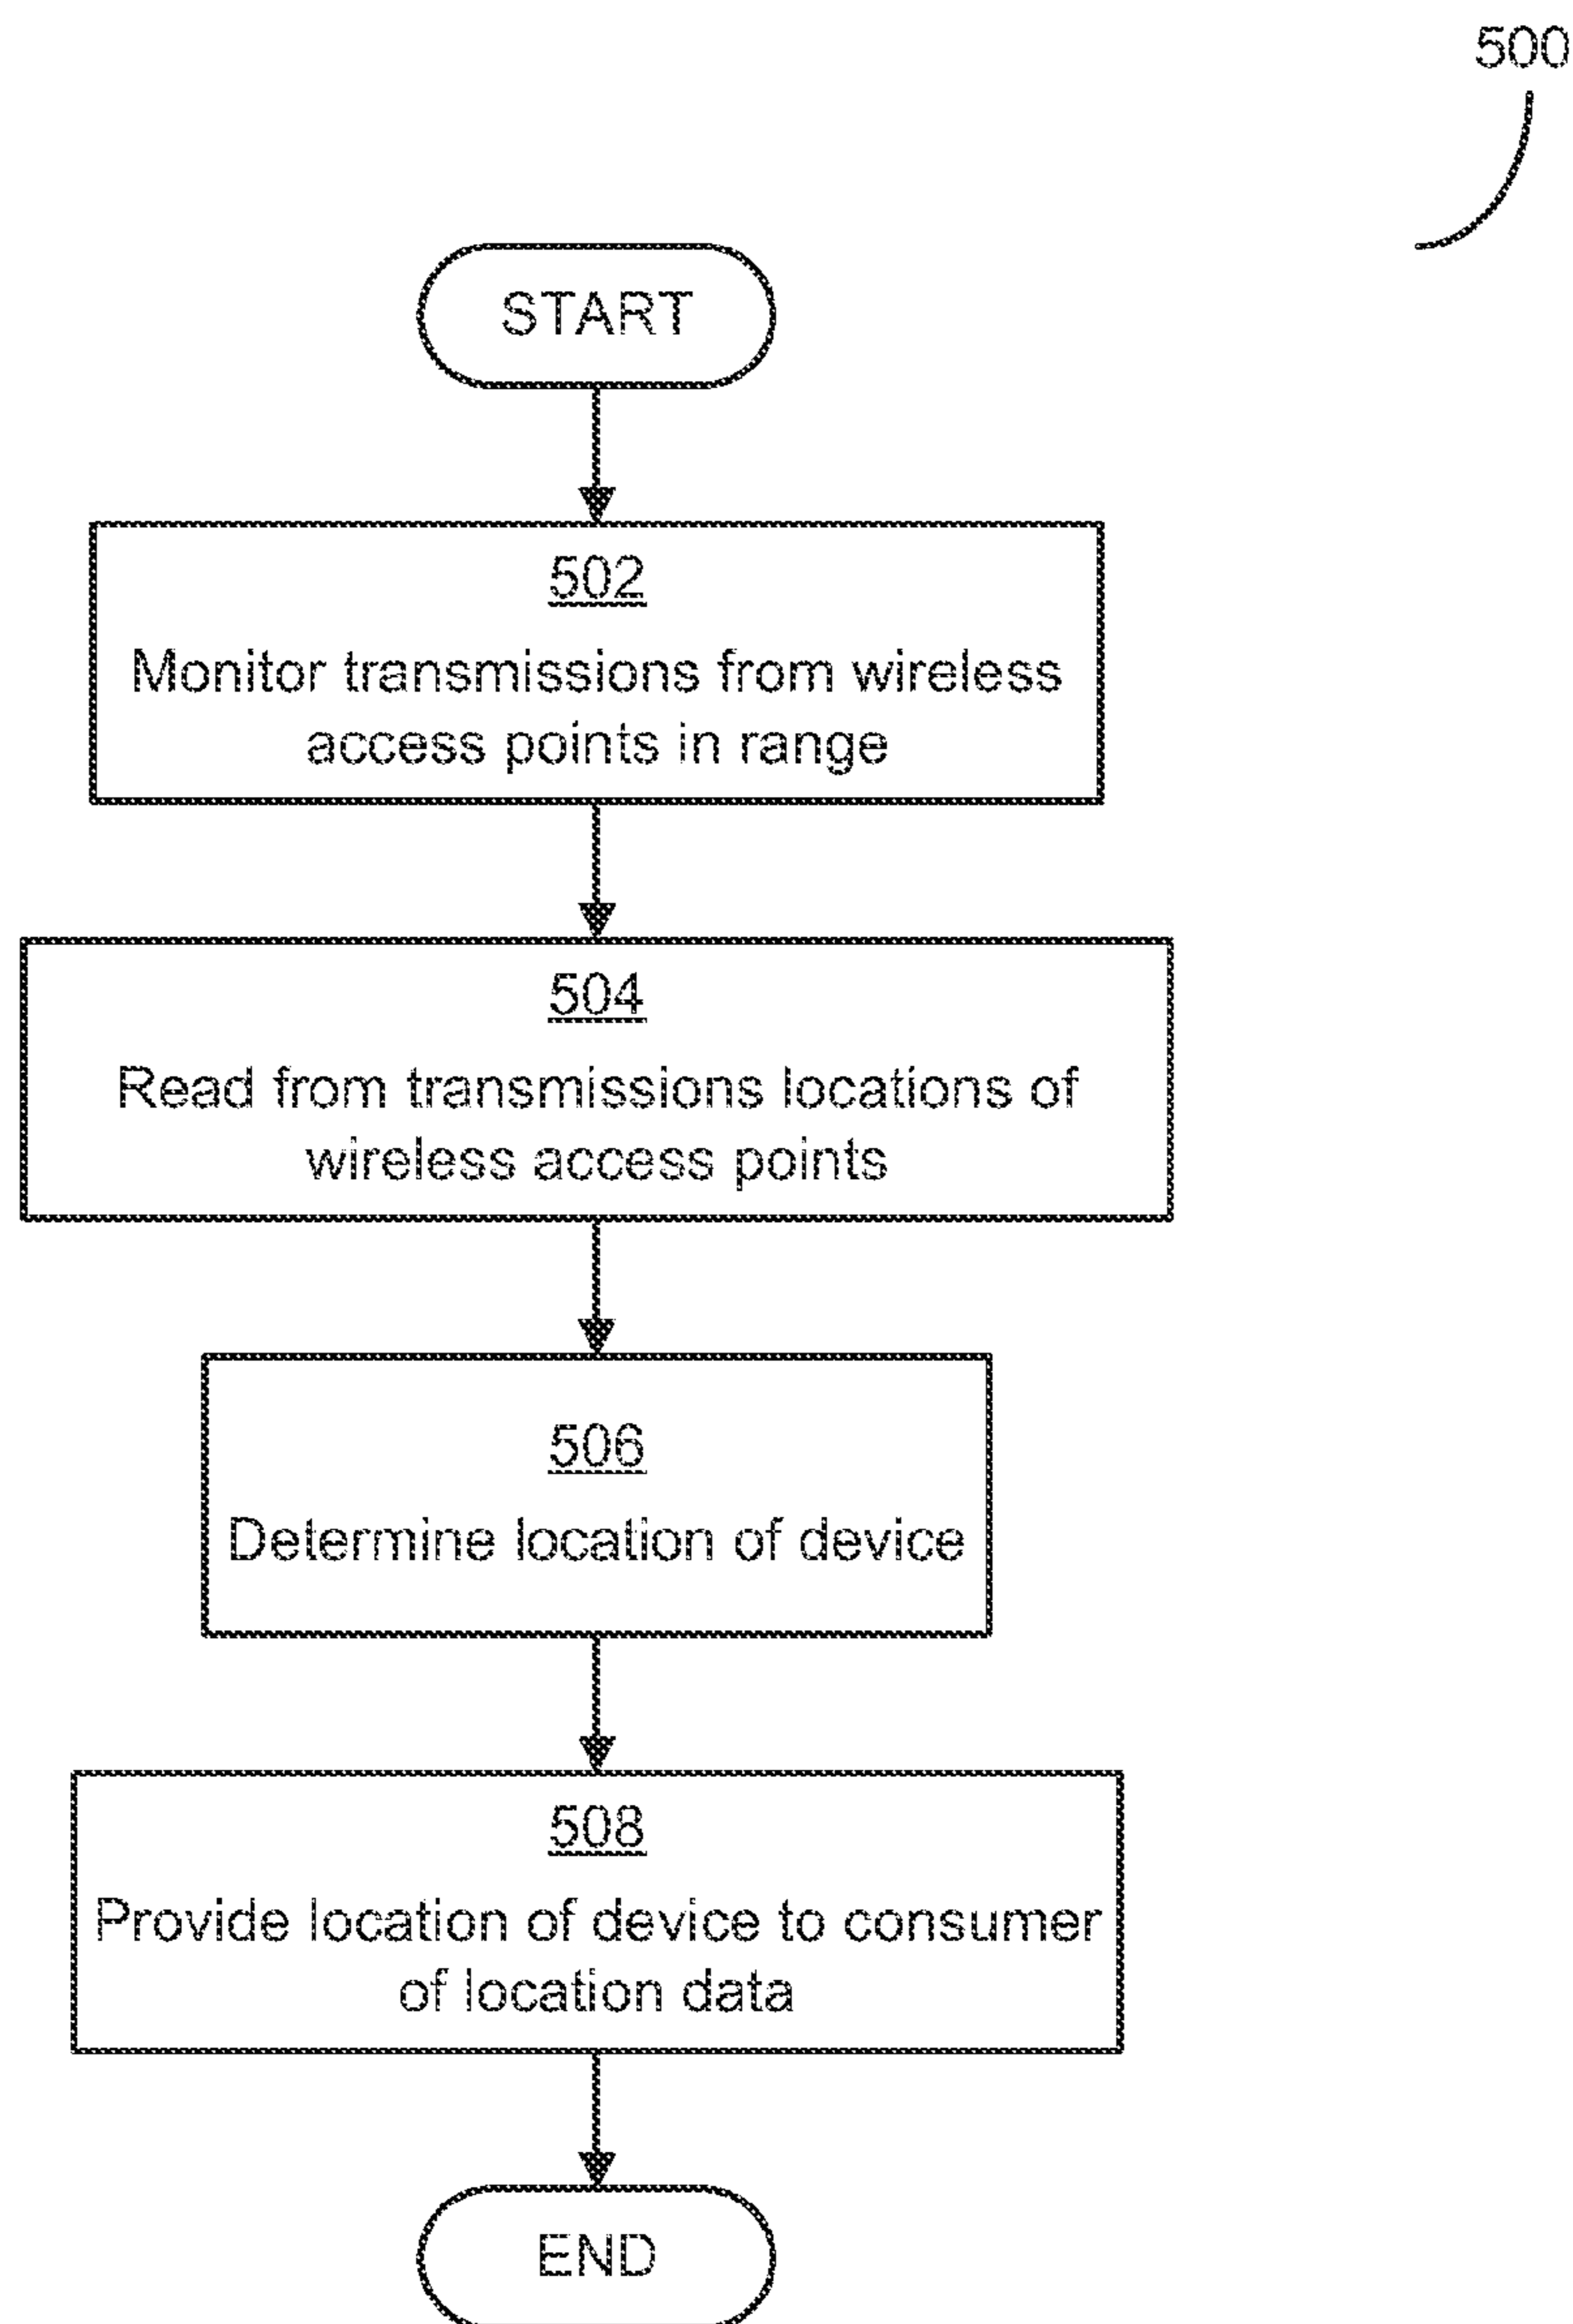 500
START
502
Monitor transmissions from wireless
access points in range
504
Read from transmissions locations of
wireless access points
506
Determine location of device
508
Provide location of device to consumer
of location data
END